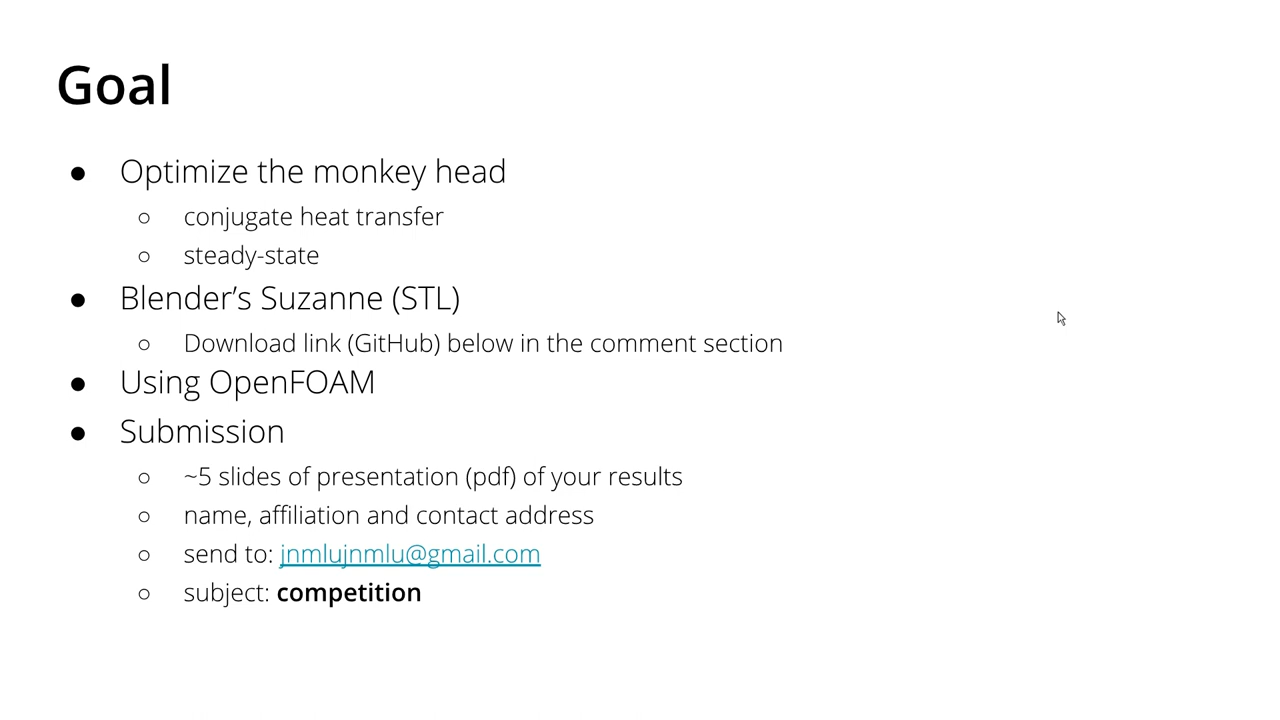 Goal
● Optimize the monkey head
○ conjugate heat transfer
○ steady-state
● Blender’s Suzanne (STL)
○ Download link (GitHub) below in the comment section
● Using OpenFOAM
● Submission
○ ~5 slides of presentation (pdf) of your results
○ name, affiliation and contact address
○ send to: jnmlujnmlu@gmail.com
○ subject: competition